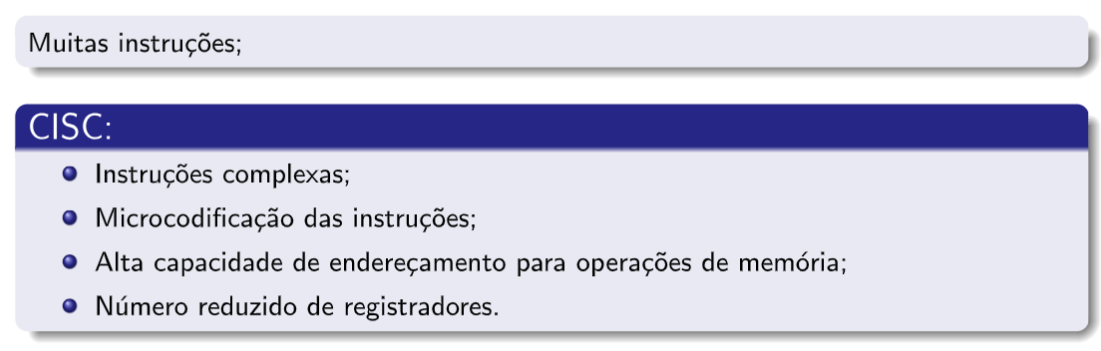 Muitas instruções;
CISC:
Instruções complexas;
Microcodificação das instruções;
Alta capacidade de endereçamento para operações de memória;
Número reduzido de registradores.